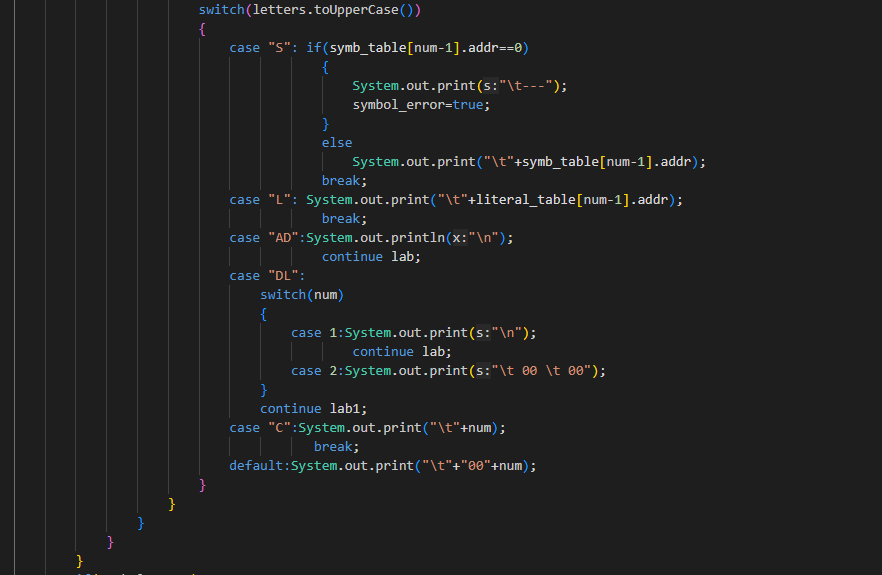 switch(letters.toUpperCase())
{
case "S": if(symb_table[num-1].addr==0)
{
System.out.print(s:"\t---");
symbol_error=true;
}
else
System.out.print("\t"+symb_table[num-1].addr);
break;
case "L": System.out.print("\t"+literal_table[num-1].addr);
break;
case "AD":System.out.println(x:"\n");
continue lab;
case "DL":
switch(num)
{
case 1:System.out.print(s:"\n");
continue lab;
case 2:System.out.print(s:"\t 00 \t 00");
}
continue lab1;
case "C":System.out.print("\t"+num);
break;
default:System.out.print("\t"+"00"+num);
}
}
}
}
}